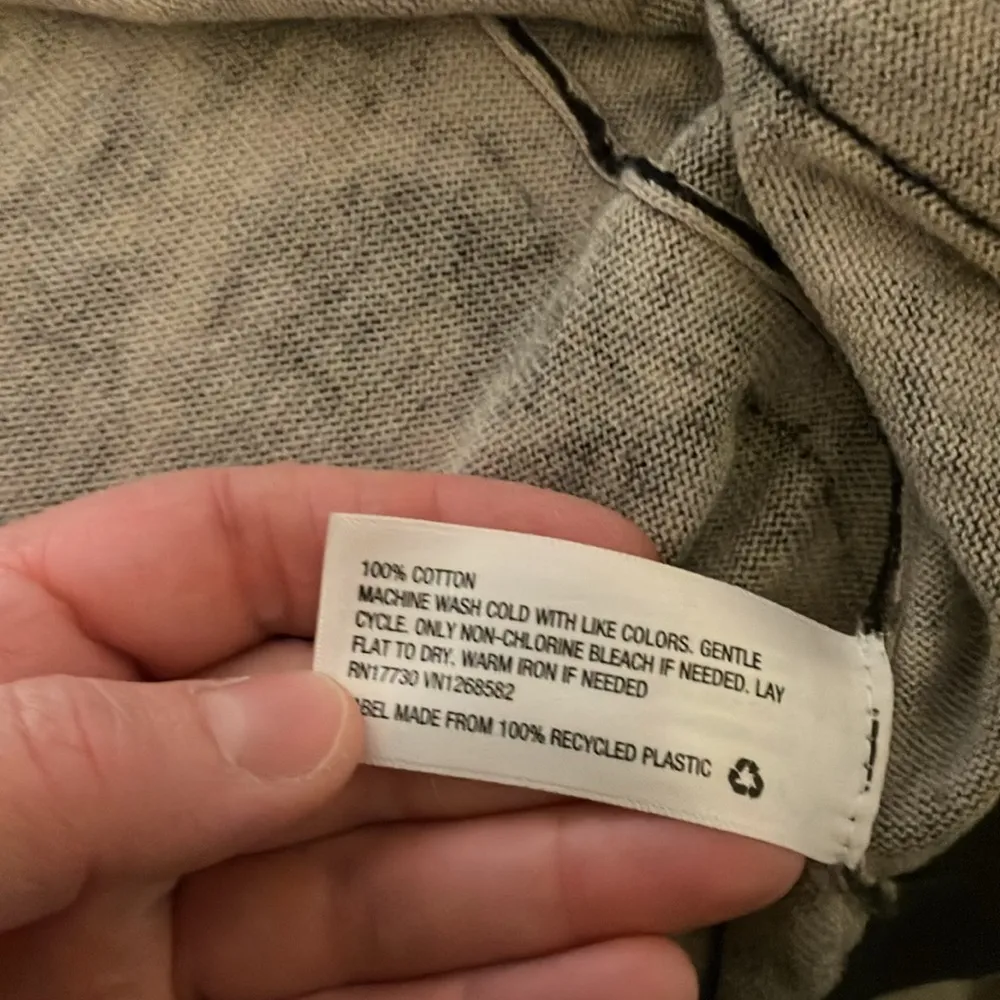 100% COTTON
MACHINE WASH COLD WITH LIKE COLORS. GENTLE
CYCLE. ONLY NON-CHLORINE BLEACH IF NEEDED. LAY
FLAT TO DRY. WARM IRON IF NEEDED
RN17730 VN1268582
ABEL MADE FROM 100% RECYCLED PLASTIC